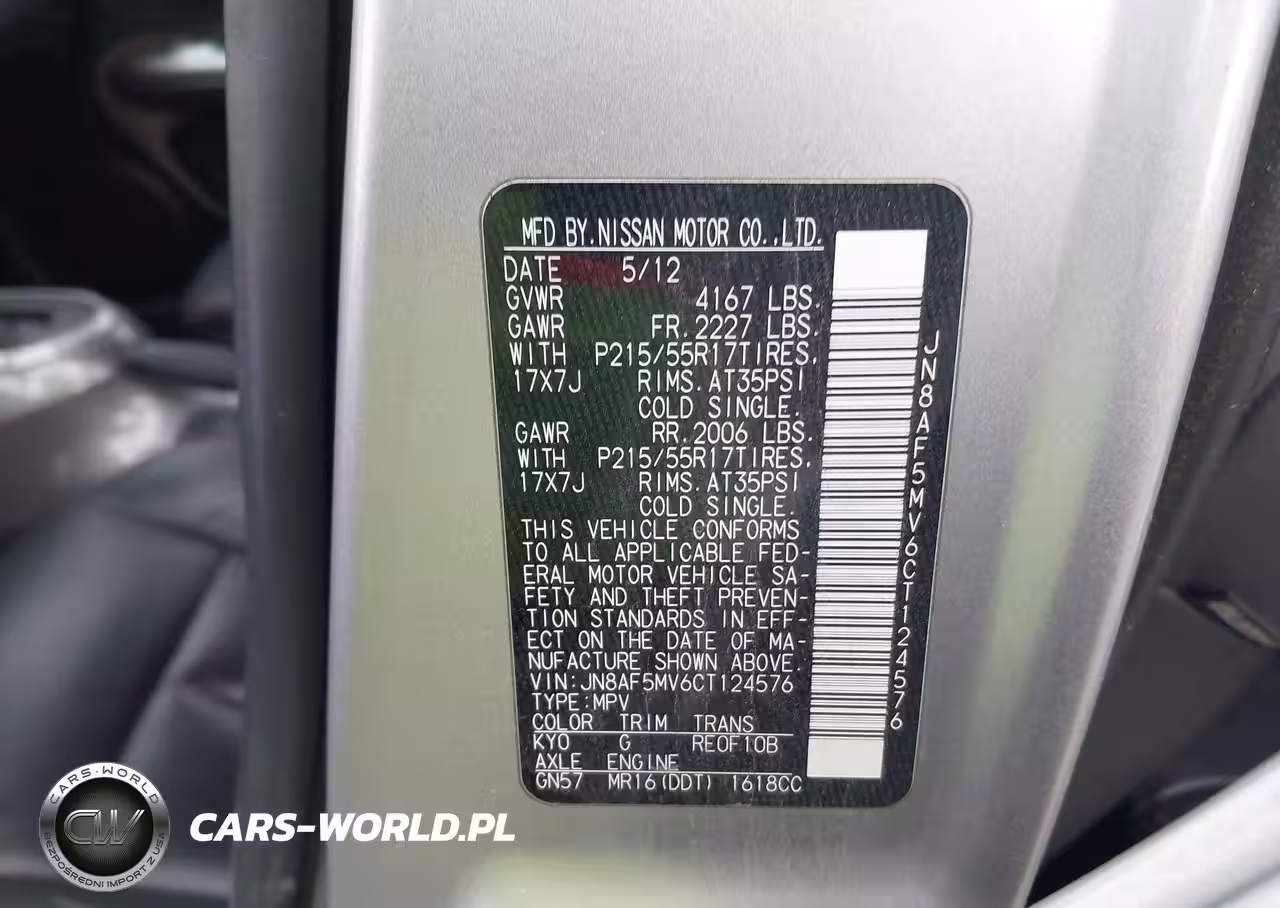 MFD BY.NISSAN MOTOR CO.,LTD.
DATE 5/12
GVWR 4167 LBS.
GAWR FR.2227 LBS.
WITH P215/55R17TIRES,
17X7J RIMS.AT35PSI
COLD SINGLE.
GAWR RR.2006 LBS.
WITH P215/55R17TIRES,
17X7J RIMS.AT35PSI
COLD SINGLE.
THIS VEHICLE CONFORMS
TO ALL APPLICABLE FED-
ERAL MOTOR VEHICLE SA-
FETY AND THEFT PREVEN-
TION STANDARDS IN EFF-
ECT ON THE DATE OF MA-
NUFACTURE SHOWN ABOVE.
VIN:JN8AF5MV6CT124576
TYPE:MPV
COLOR TRIM TRANS
KYO G RE0F10B
AXLE ENGINE
GN57 MR16(DDT) 1618CC
JN8AF5MV6CT124576
CARS-WORLD
CW
BEZPOŚREDNI IMPORT Z USA
CARS-WORLD.PL